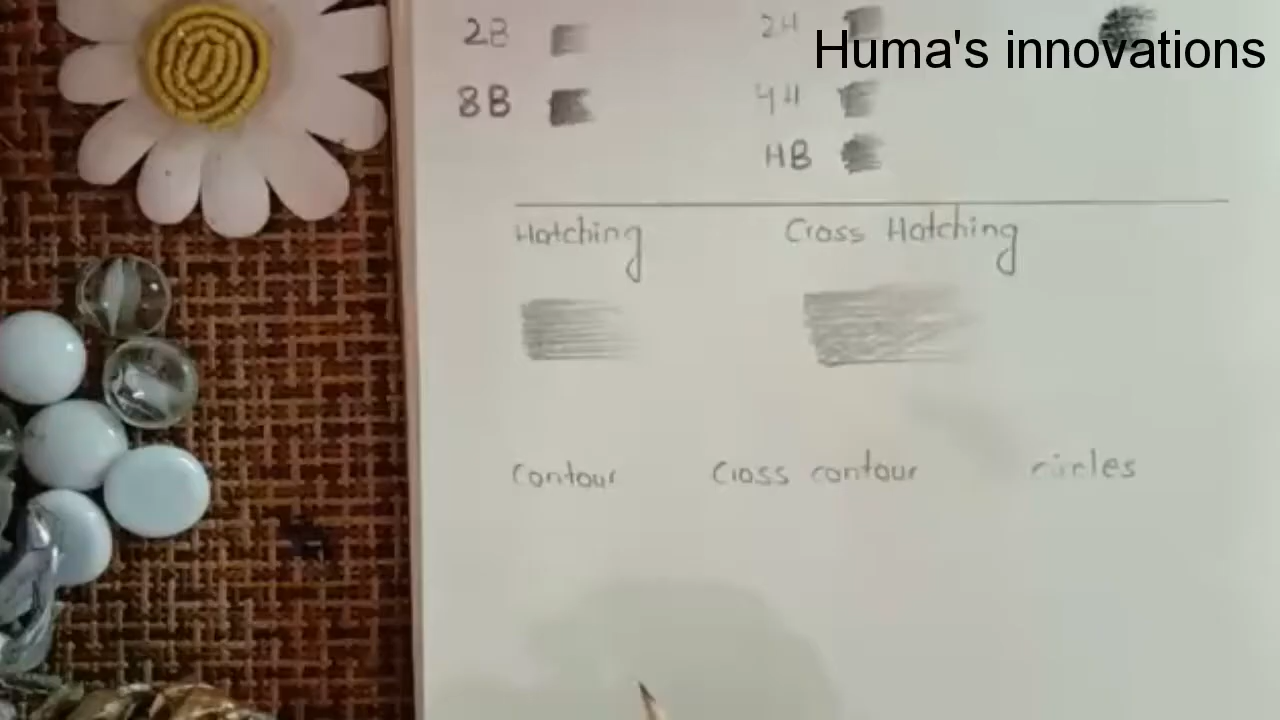 2B 2H
Huma's innovations
8B 4H
HB
Hatching Cross Hatching
Contour Cross contour circles